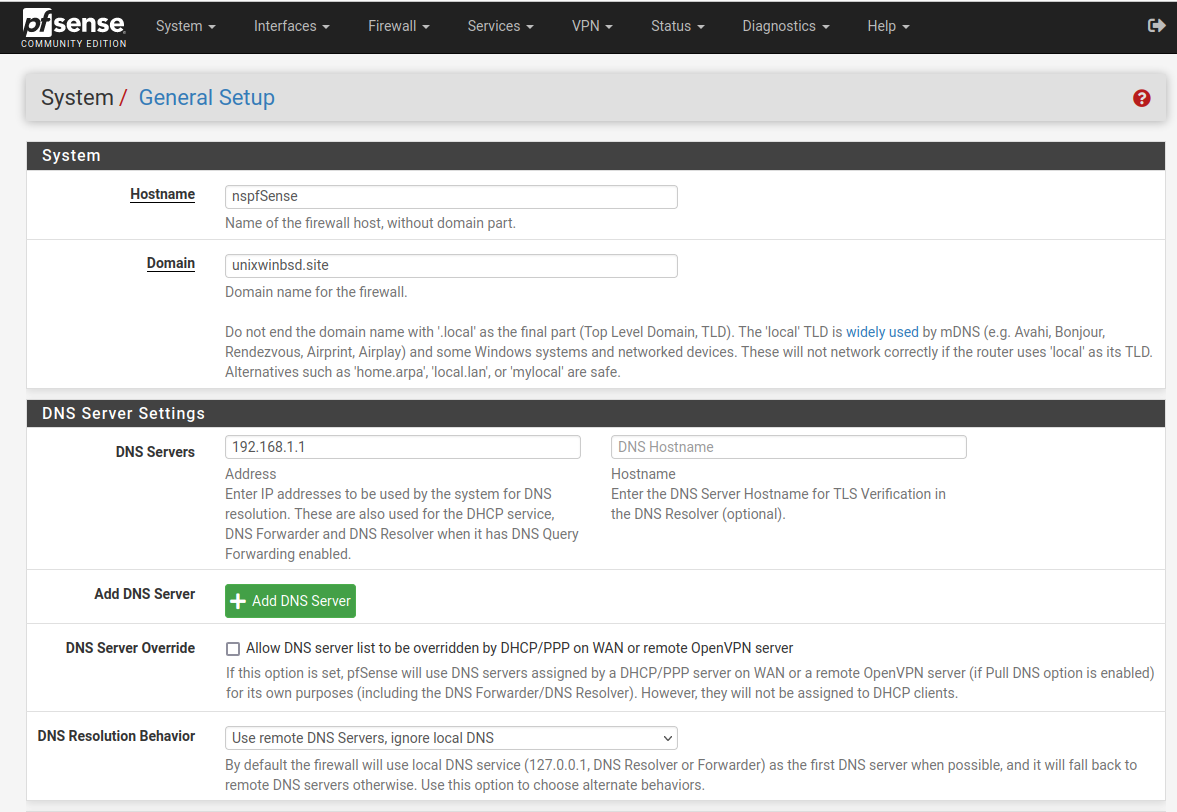 pfsense
COMMUNITY EDITION
System Interfaces Firewall Services VPN Status Diagnostics Help
System / General Setup
?
System
Hostname
nspfSense
Name of the firewall host, without domain part.
Domain
unixwinbsd.site
Domain name for the firewall.
Do not end the domain name with '.local' as the final part (Top Level Domain, TLD). The 'local' TLD is widely used by mDNS (e.g. Avahi, Bonjour,
Rendezvous, Airprint, Airplay) and some Windows systems and networked devices. These will not network correctly if the router uses 'local' as its TLD.
Alternatives such as 'home.arpa', 'local.lan', or 'mylocal' are safe.
DNS Server Settings
DNS Servers
192.168.1.1
Address
Enter IP addresses to be used by the system for DNS
resolution. These are also used for the DHCP service,
DNS Forwarder and DNS Resolver when it has DNS Query
Forwarding enabled.
DNS Hostname
Hostname
Enter the DNS Server Hostname for TLS Verification in
the DNS Resolver (optional).
Add DNS Server
Add DNS Server
DNS Server Override
Allow DNS server list to be overridden by DHCP/PPP on WAN or remote OpenVPN server
If this option is set, pfSense will use DNS servers assigned by a DHCP/PPP server on WAN or a remote OpenVPN server (if Pull DNS option is enabled)
for its own purposes (including the DNS Forwarder/DNS Resolver). However, they will not be assigned to DHCP clients.
DNS Resolution Behavior
Use remote DNS Servers, ignore local DNS
By default the firewall will use local DNS service (127.0.0.1, DNS Resolver or Forwarder) as the first DNS server when possible, and it will fall back to
remote DNS servers otherwise. Use this option to choose alternate behaviors.